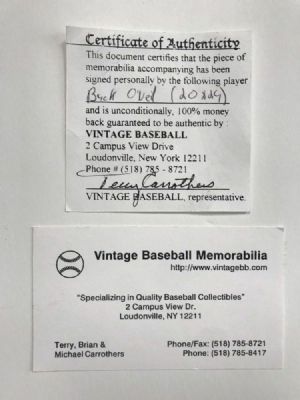 Certificate of Authenticity
This document certifies that the piece of
memorabilia accompanying has been
signed personally by the following player
and is unconditionally, 100% money
back guaranteed to be authentic by :
VINTAGE BASEBALL
2 Campus View Drive
Loudonville, New York 12211
Phone # (518) 785 - 8721
Terry Carrothers
VINTAGE BASEBALL, representative.
Vintage Baseball Memorabilia
http://www.vintagebb.com
"Specializing in Quality Baseball Collectibles"
2 Campus View Dr.
Loudonville, NY 12211
Terry, Brian &
Michael Carrothers
Phone/Fax: (518) 785-8721
Phone: (518) 785-8417